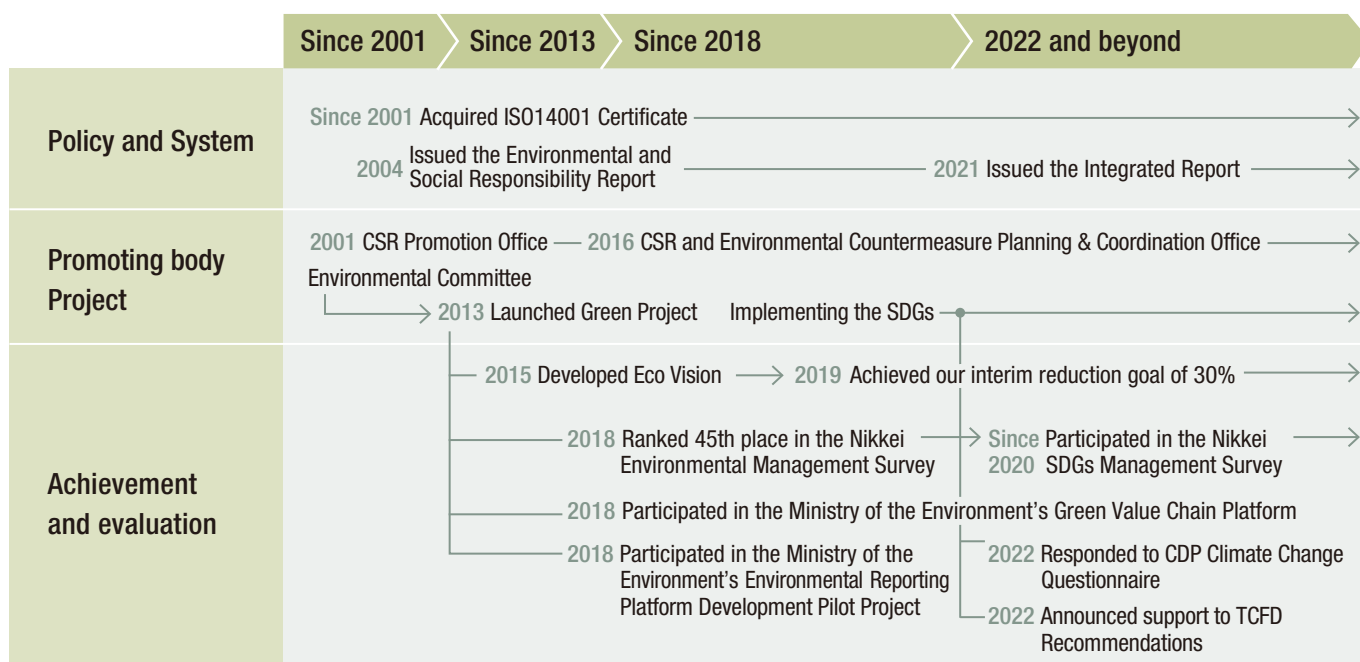 Since 2001
Since 2013
Since 2018
2022 and beyond
Policy and System
Since 2001 Acquired ISO14001 Certificate
2004 Issued the Environmental and
Social Responsibility Report
2021 Issued the Integrated Report
Promoting body
Project
2001 CSR Promotion Office
2016 CSR and Environmental Countermeasure Planning & Coordination Office
Environmental Committee
2013 Launched Green Project
Implementing the SDGs
Achievement
and evaluation
2015 Developed Eco Vision
2019 Achieved our interim reduction goal of 30%
2018 Ranked 45th place in the Nikkei
Environmental Management Survey
Since Participated in the Nikkei
2020 SDGs Management Survey
2018 Participated in the Ministry of the Environment's Green Value Chain Platform
2018 Participated in the Ministry of the
Environment's Environmental Reporting
Platform Development Pilot Project
2022 Responded to CDP Climate Change
Questionnaire
2022 Announced support to TCFD
Recommendations